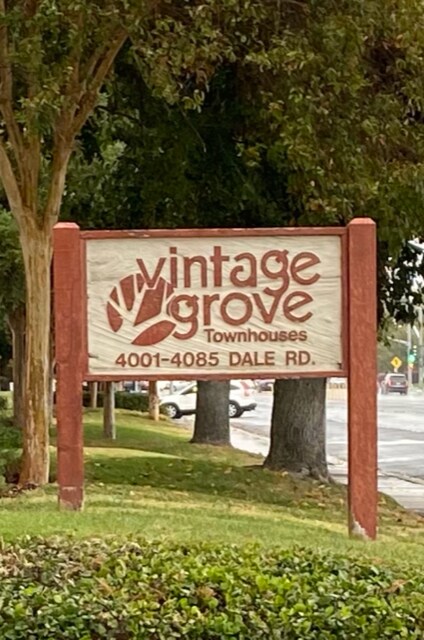 vintage
grove
Townhouses
4001-4085 DALE RD.